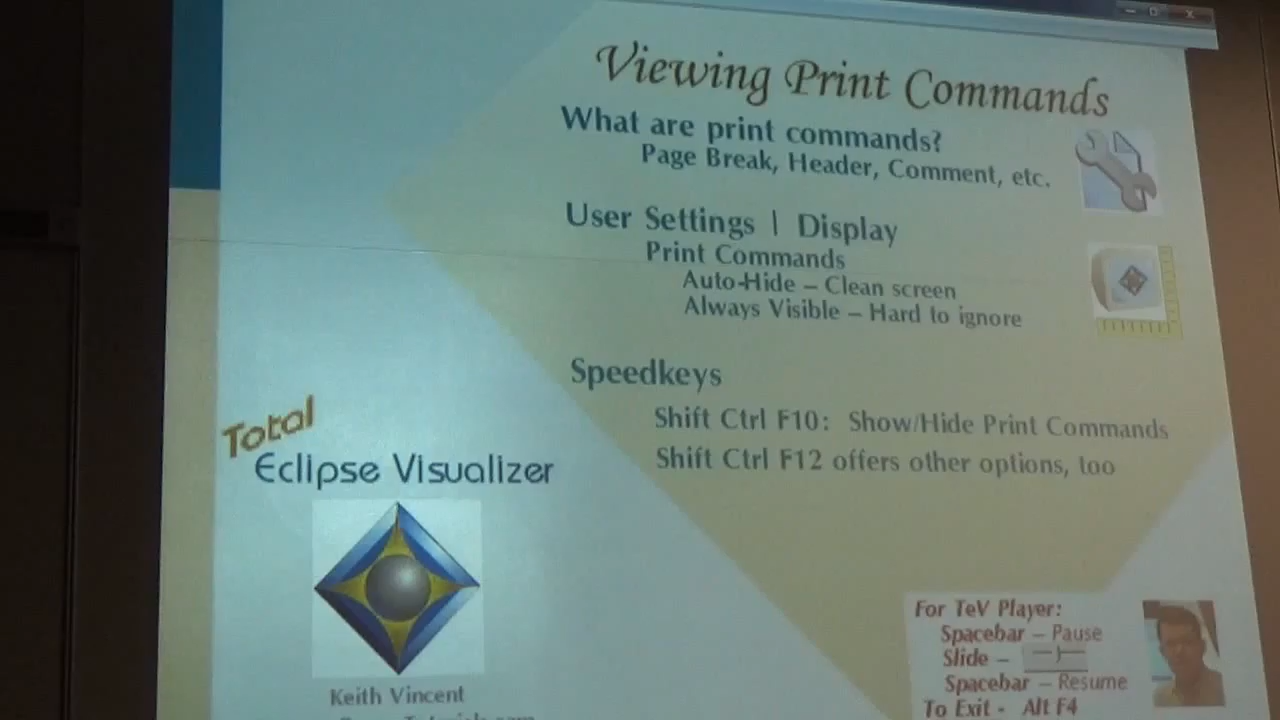 Viewing Print Commands
What are print commands?
Page Break, Header, Comment, etc.
User Settings | Display
Print Commands
Auto-Hide – Clean screen
Always Visible – Hard to ignore
Speedkeys
Shift Ctrl F10: Show/Hide Print Commands
Shift Ctrl F12 offers other options, too
Total
Eclipse Visualizer
Keith Vincent
For TeV Player:
Spacebar – Pause
Slide –
Spacebar – Resume
To Exit - Alt F4